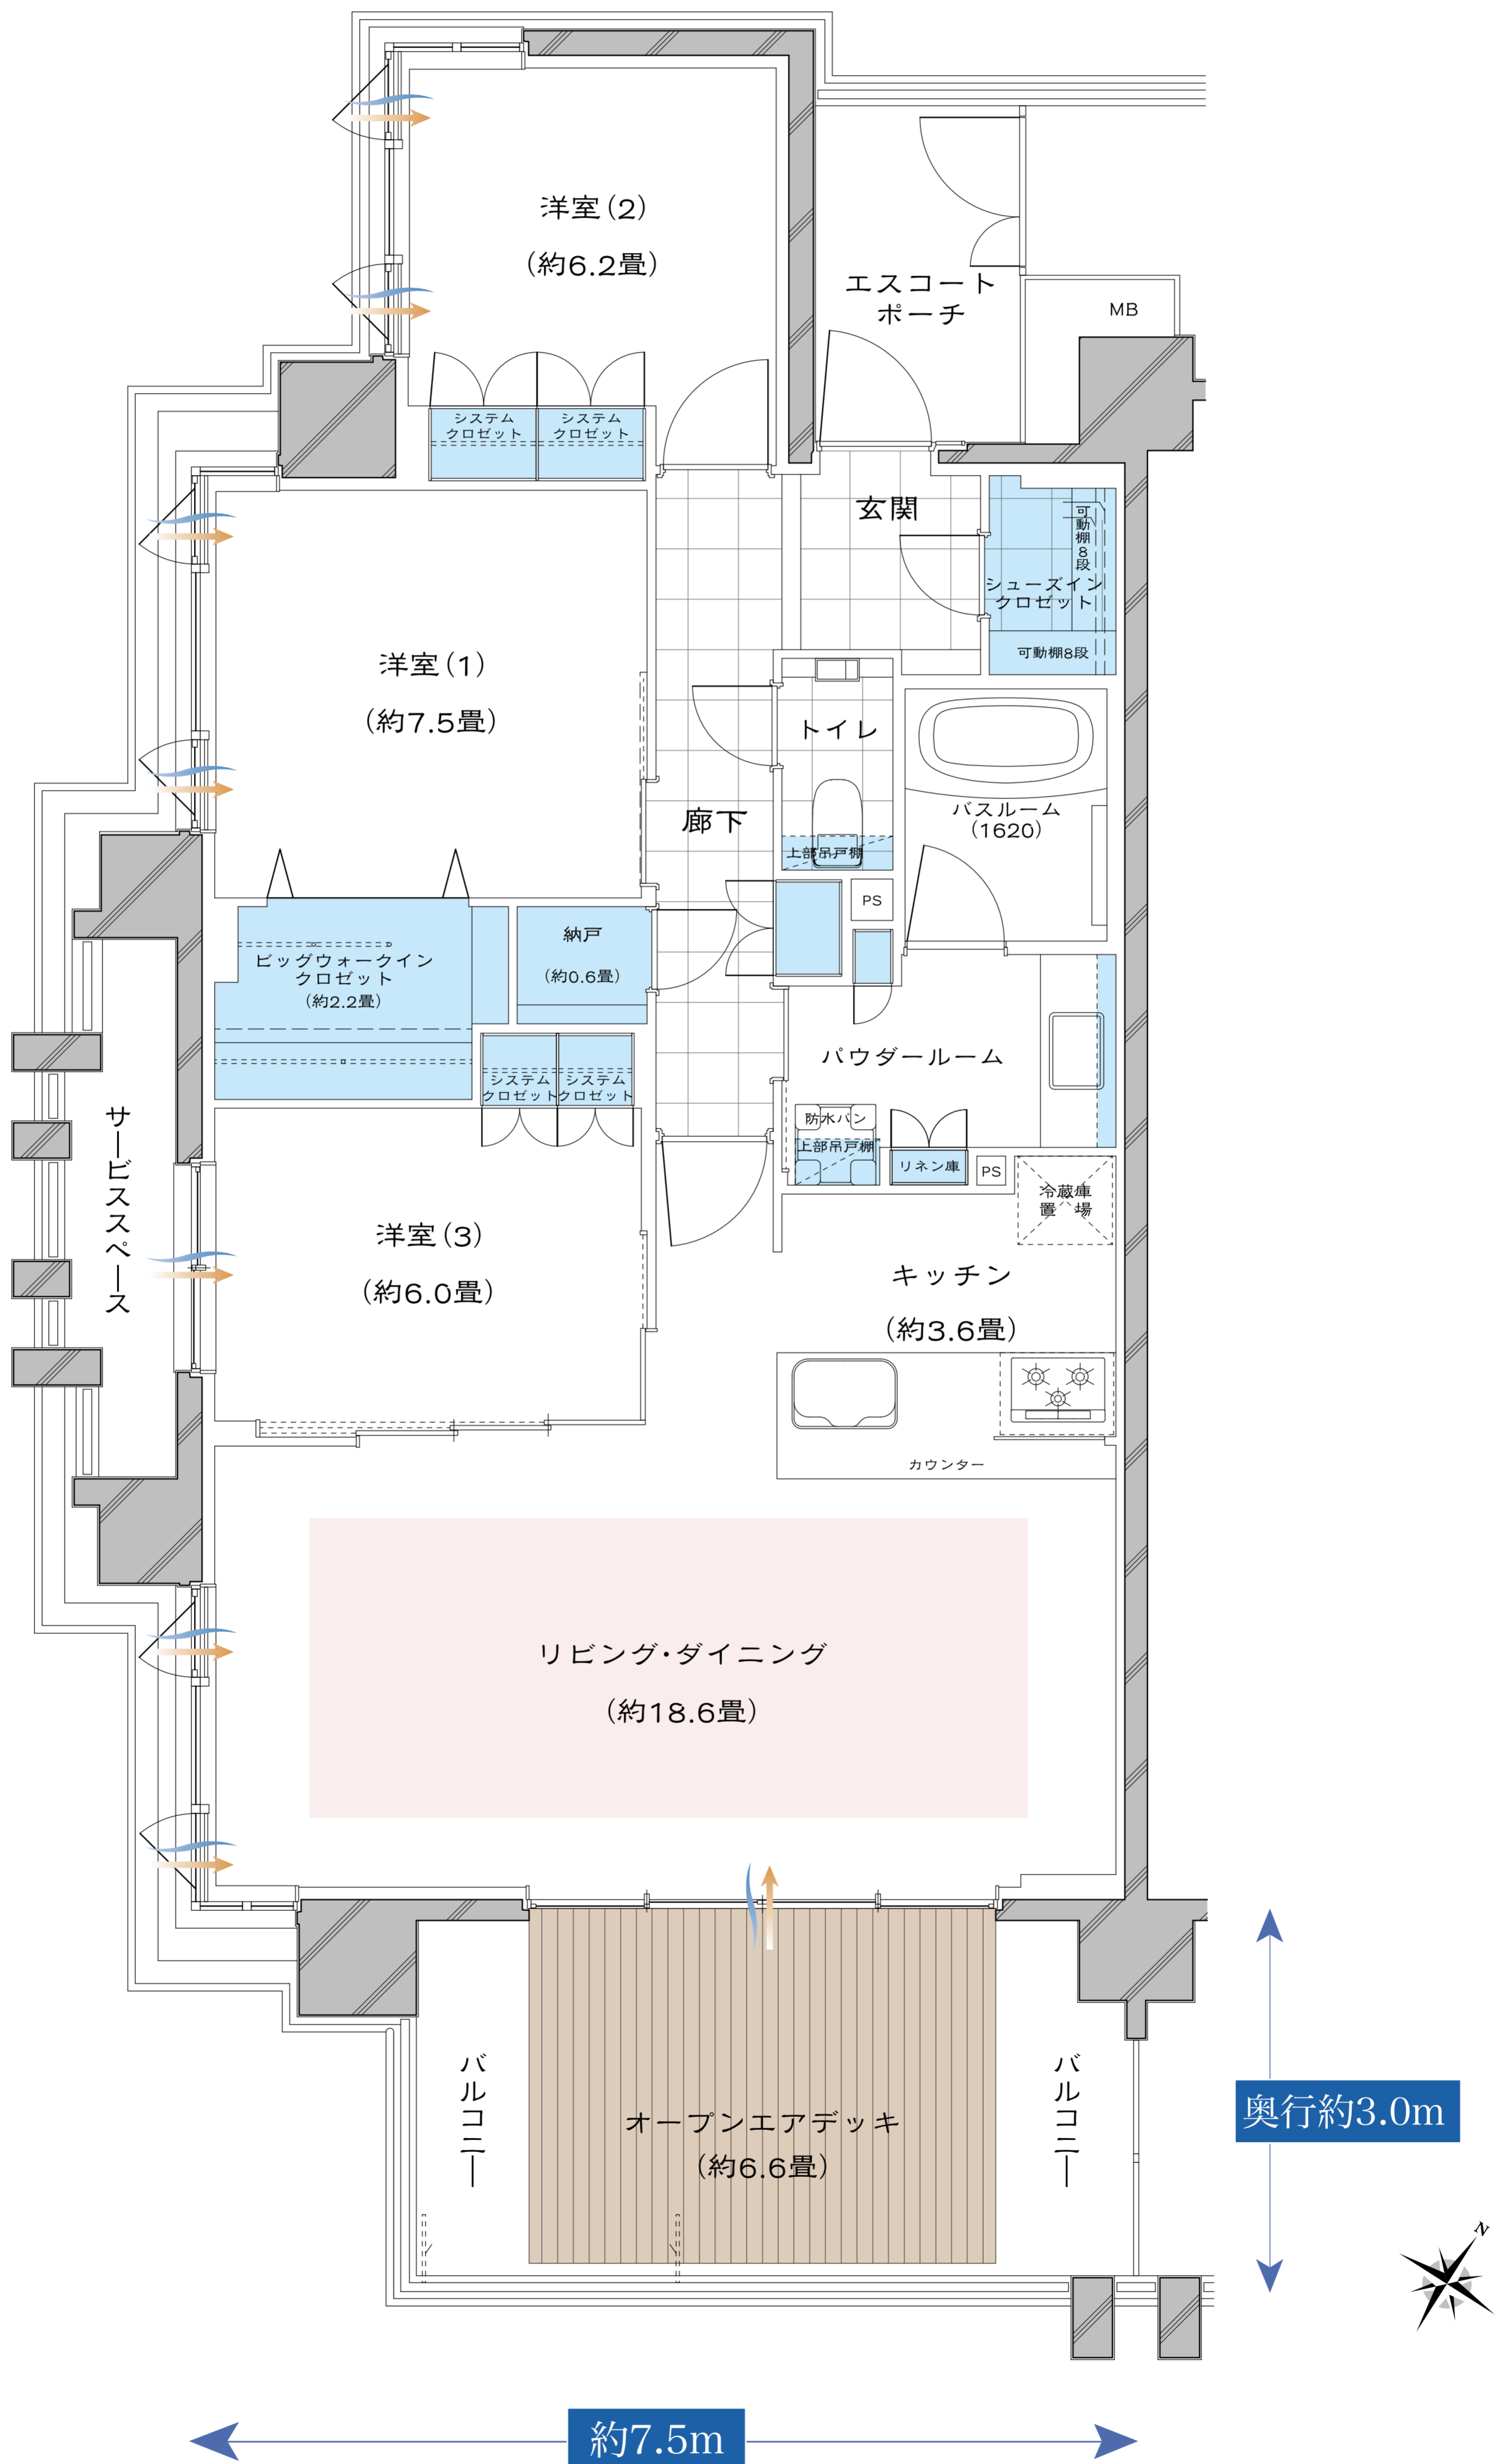 洋室(2)
(約6.2畳)
エスコート
ポーチ
MB
システム
クロゼット
システム
クロゼット
玄関
可動棚8段
シューズイン
クロゼット
可動棚8段
洋室(1)
(約7.5畳)
トイレ
上部吊戸棚
廊下
バスルーム
(1620)
PS
納戸
(約0.6畳)
ビッグウォークイン
クロゼット
(約2.2畳)
パウダールーム
システム
クロゼット
システム
クロゼット
防水パン
上部吊戸棚
リネン庫
PS
冷蔵庫
置場
サービススペース
洋室(3)
(約6.0畳)
キッチン
(約3.6畳)
カウンター
リビング・ダイニング
(約18.6畳)
バルコニー
オープンエアデッキ
(約6.6畳)
バルコニー
奥行約3.0m
N
約7.5m